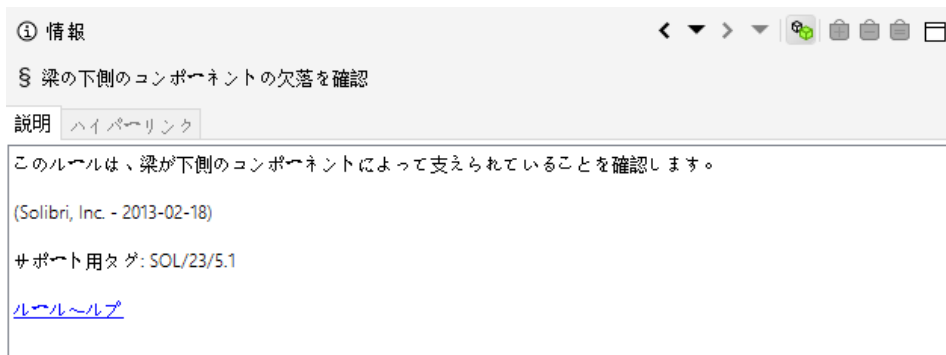 情報
§ 梁の下側のコンポーネントの欠落を確認
説明 ハイパーリンク
このルールは、梁が下側のコンポーネントによって支えられていることを確認します。
(Solibri, Inc. - 2013-02-18)
サポート用タグ: SOL/23/5.1
ルールヘルプ